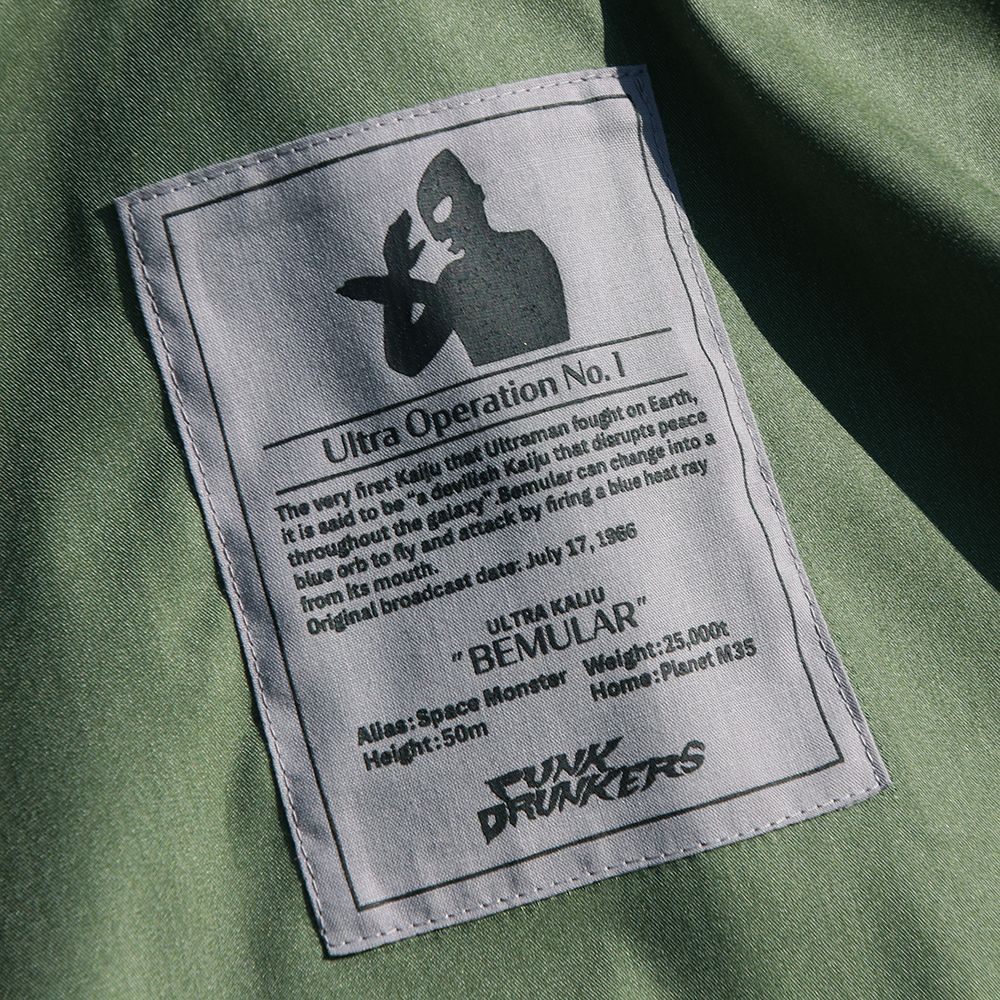 Ultra Operation No.1
The very first Kaiju that Ultraman fought on Earth,
it is said to be "a devilish Kaiju that disrupts peace
throughout the galaxy". Bemular can change into a
blue orb to fly and attack by firing a blue heat ray
from its mouth.
Original broadcast date: July 17, 1966
ULTRA KAIJU
"BEMULAR"
Alias:Space Monster Weight:25,000t
Height:50m Home:Planet M35
PUNK
DRUNKERS